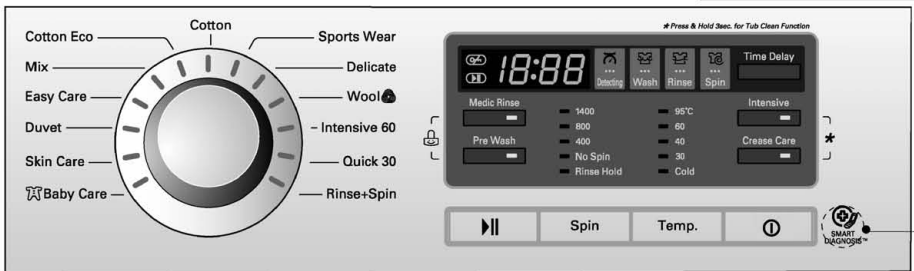 Cotton
Cotton Eco
Sports Wear
Mix
Delicate
Easy Care
Wool
Duvet
Intensive 60
Skin Care
Quick 30
Baby Care
Rinse+Spin
* Press & Hold 3sec. for Tub Clean Function
18:88
Detecting
Wash
Rinse
Spin
Time Delay
Medic Rinse
Pre Wash
1400
800
400
No Spin
Rinse Hold
95°C
60
40
30
Cold
Intensive
Crease Care
*
Spin
Temp.
SMART
DIAGNOSIS™